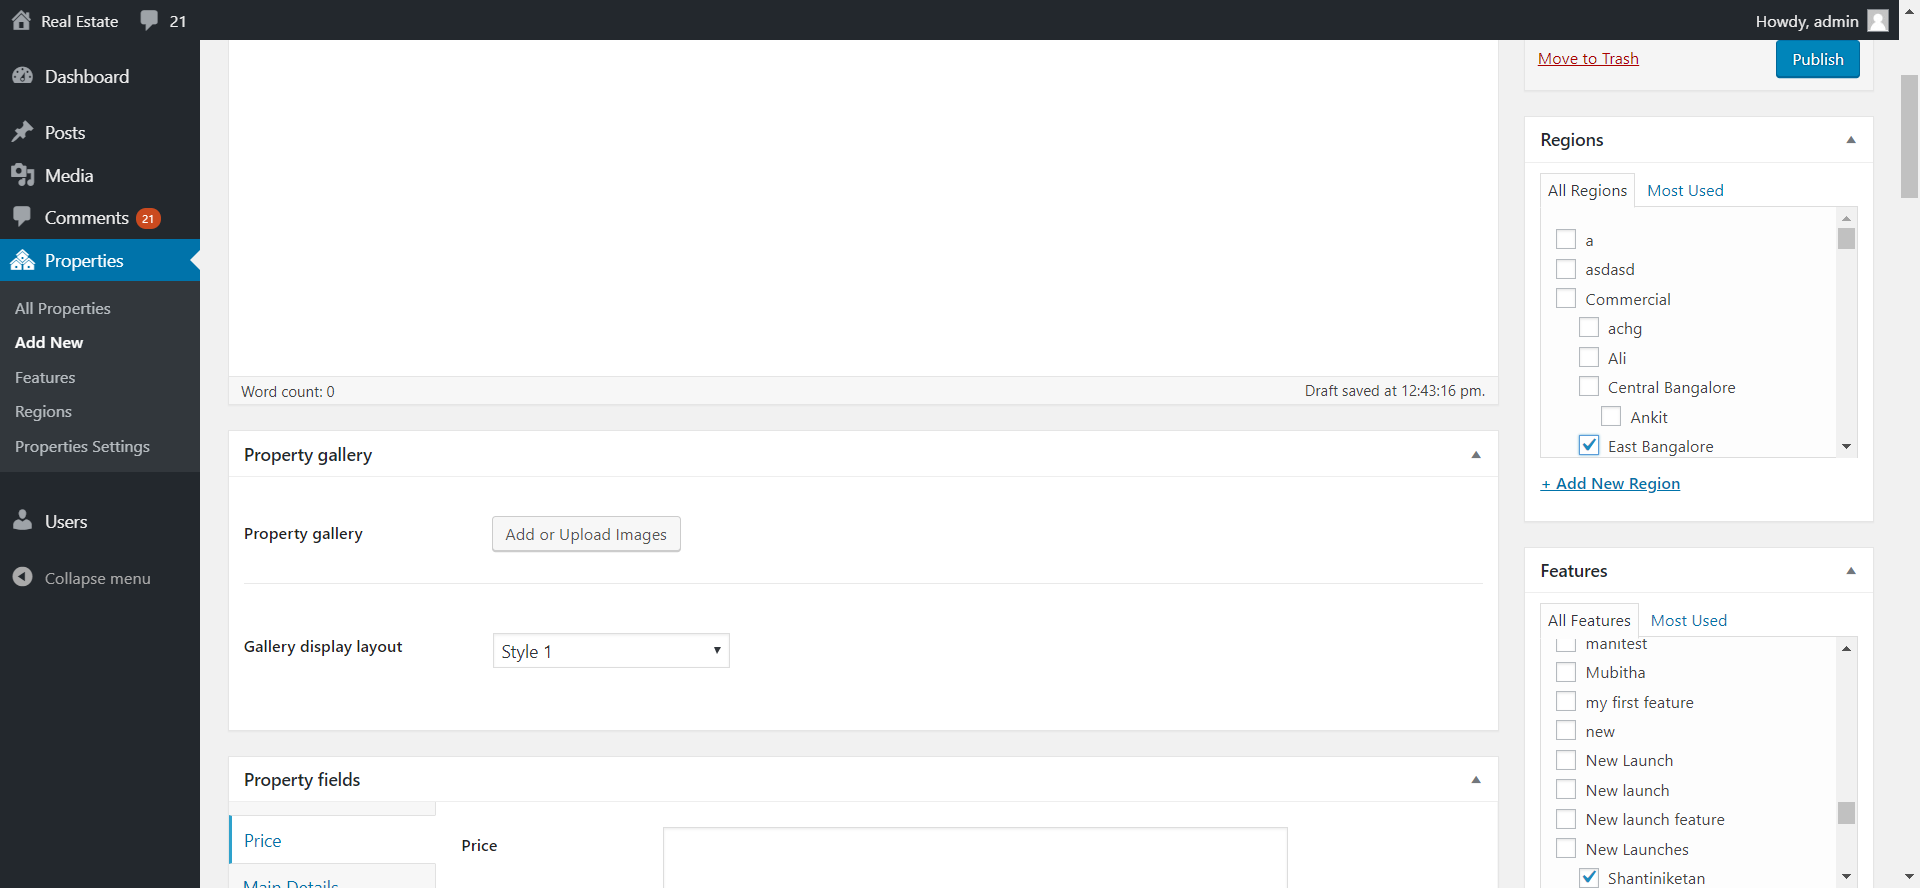 Real Estate 21 Howdy, admin
Dashboard
Posts
Media
Comments 21
Properties
All Properties
Add New
Features
Regions
Properties Settings
Users
Collapse menu
Word count: 0 Draft saved at 12:43:16 pm.
Property gallery
Property gallery Add or Upload Images
Gallery display layout Style 1
Property fields
Price
Main Details
Price
Move to Trash Publish
Regions
All Regions Most Used
a
asdasd
Commercial
achg
Ali
Central Bangalore
Ankit
East Bangalore
+ Add New Region
Features
All Features Most Used
manitest
Mubitha
my first feature
new
New Launch
New launch
New launch feature
New Launches
Shantiniketan